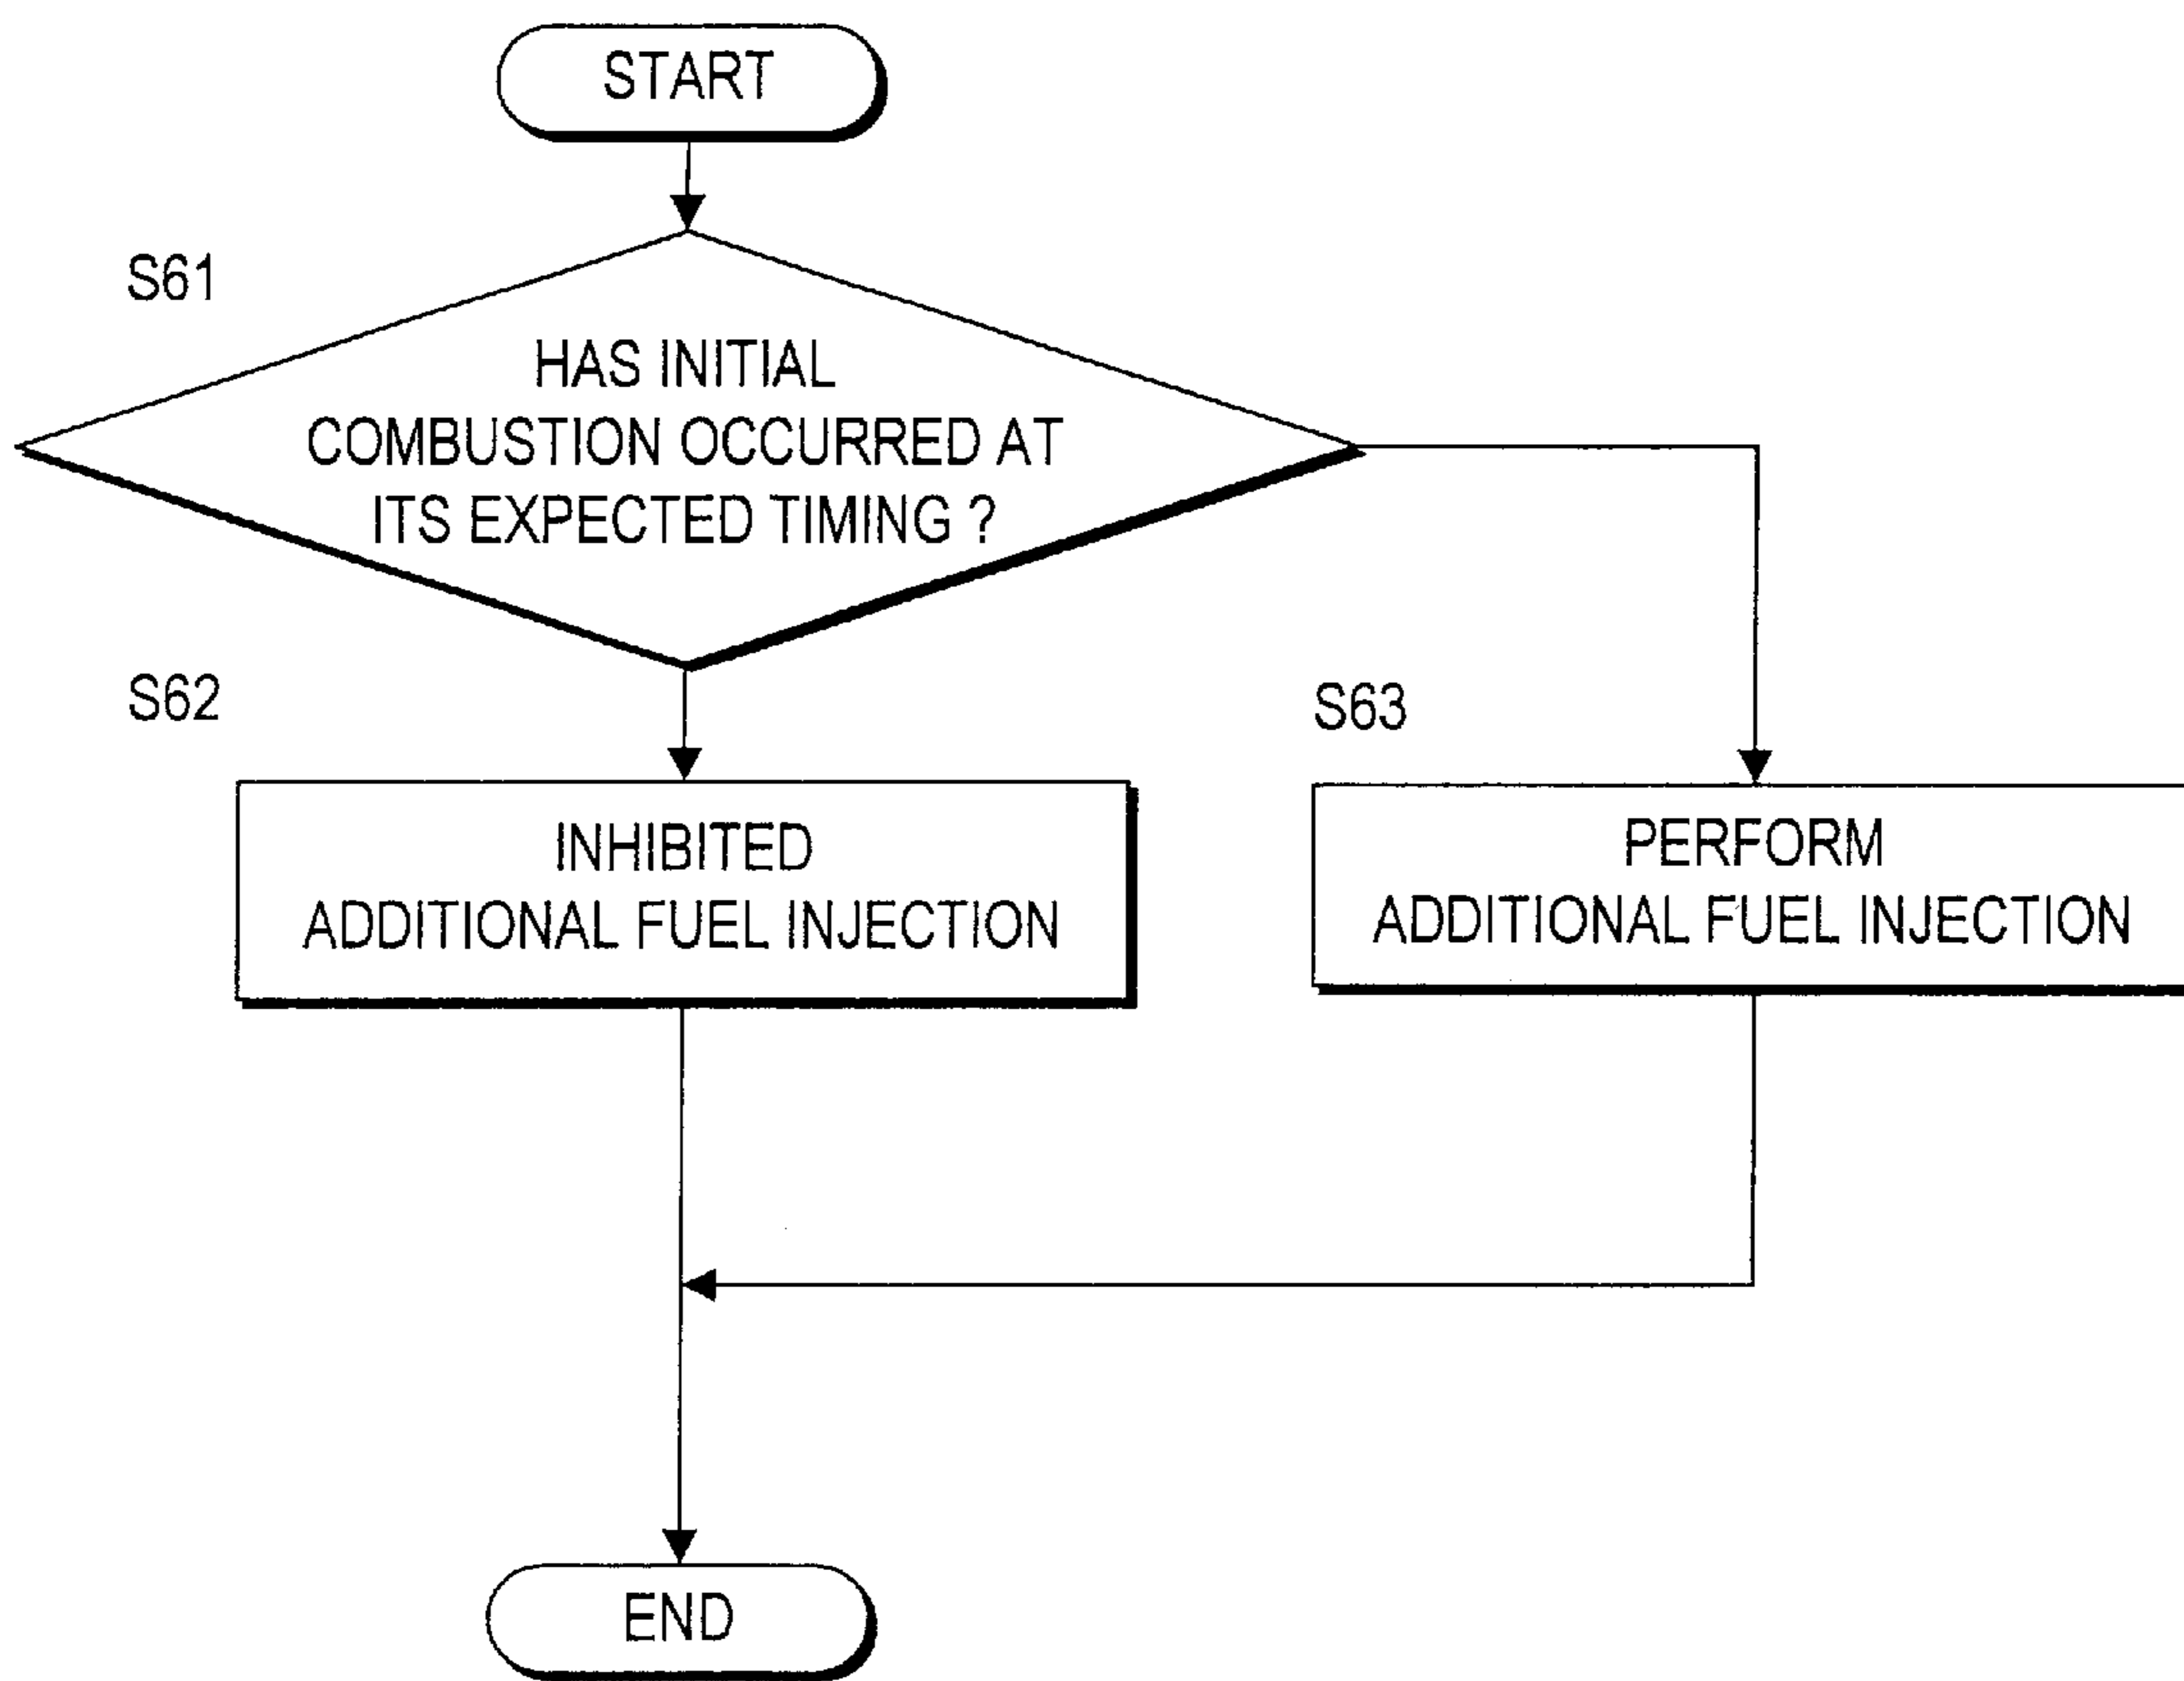 START
S61
HAS INITIAL
COMBUSTION OCCURRED AT
ITS EXPECTED TIMING ?
S62
INHIBITED
ADDITIONAL FUEL INJECTION
S63
PERFORM
ADDITIONAL FUEL INJECTION
END